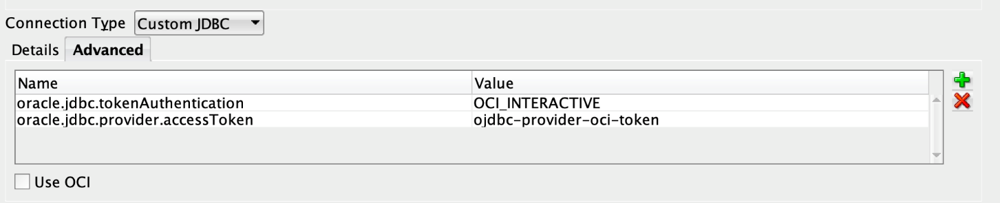 Connection Type Custom JDBC
Details Advanced
Name Value
oracle.jdbc.tokenAuthentication OCI_INTERACTIVE
oracle.jdbc.provider.accessToken ojdbc-provider-oci-token
Use OCI